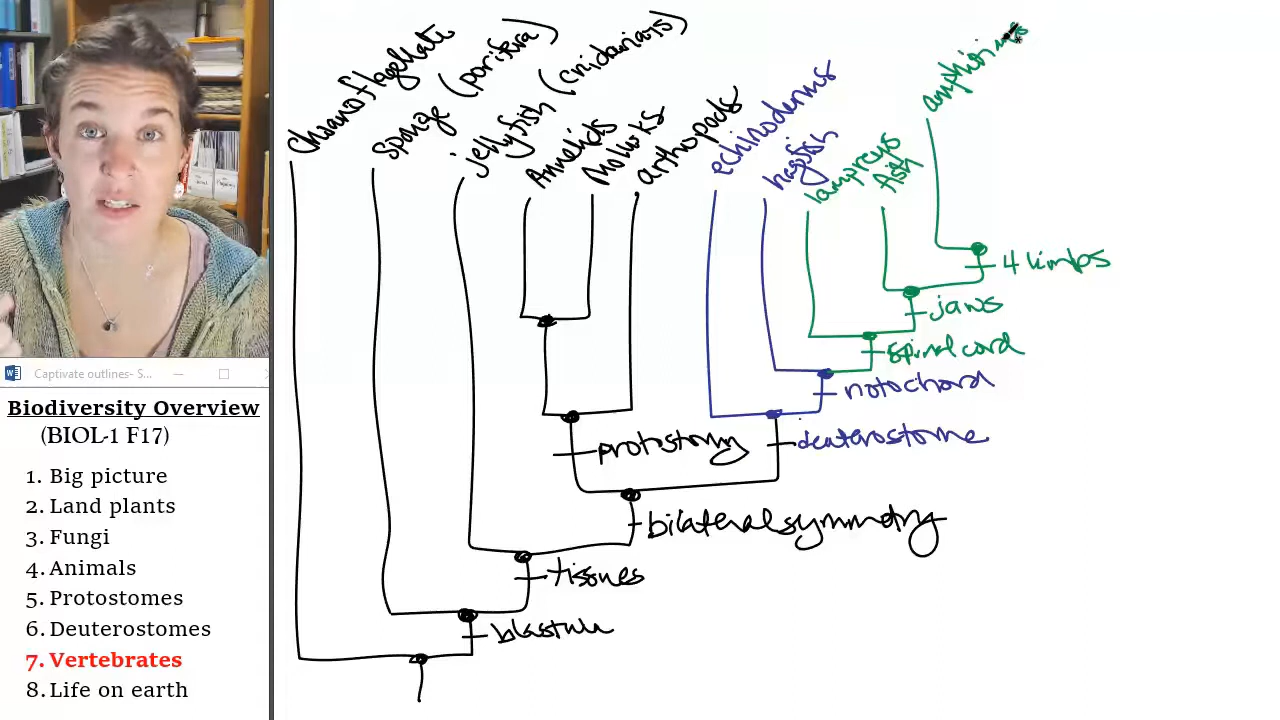 choanoflagellate
sponge (porifera)
jellyfish (cnidarians)
Annelids
Mollusks
arthropods
echinoderms
hagfish
lampreys
fish
4 limbs
jaws
spinal cord
notochord
deuterostome
protostomy
bilateral symmetry
tissues
blastula
Captivate outlines- S...
Biodiversity Overview
(BIOL-1 F17)
1. Big picture
2. Land plants
3. Fungi
4. Animals
5. Protostomes
6. Deuterostomes
7. Vertebrates
8. Life on earth